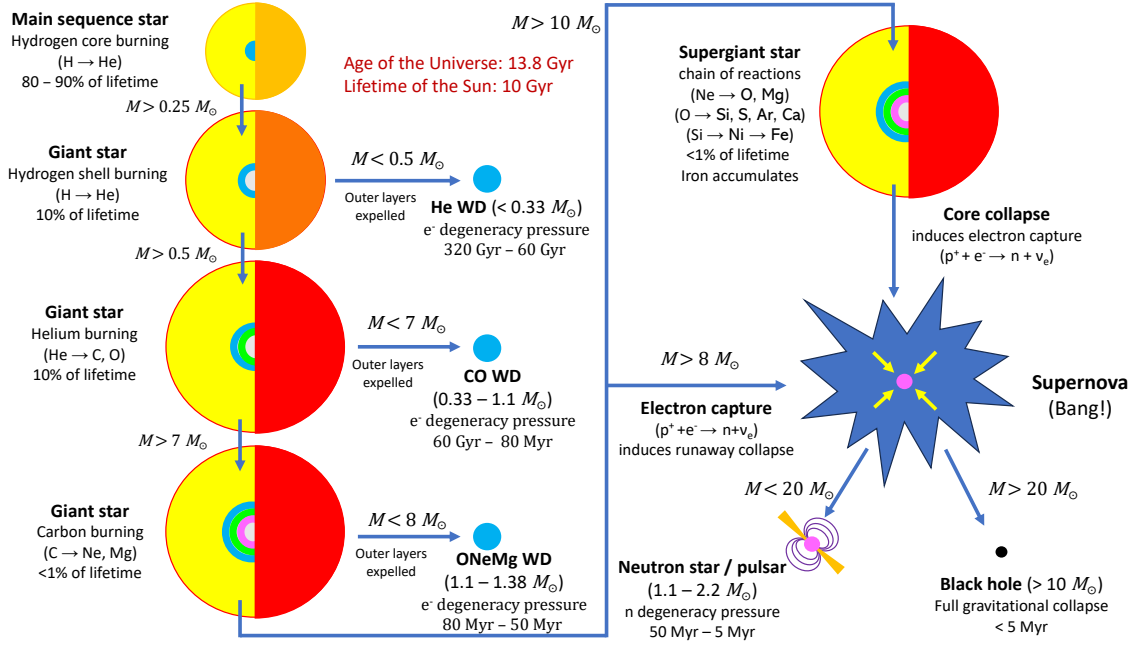 Main sequence star
Hydrogen core burning
(H → He)
80 – 90% of lifetime
M > 0.25 M☉
Age of the Universe: 13.8 Gyr
Lifetime of the Sun: 10 Gyr
Giant star
Hydrogen shell burning
(H → He)
10% of lifetime
M < 0.5 M☉
Outer layers
expelled
He WD (< 0.33 M☉)
e⁻ degeneracy pressure
320 Gyr – 60 Gyr
M > 0.5 M☉
Giant star
Helium burning
(He → C, O)
10% of lifetime
M < 7 M☉
Outer layers
expelled
CO WD
(0.33 – 1.1 M☉)
e⁻ degeneracy pressure
60 Gyr – 80 Myr
M > 7 M☉
Giant star
Carbon burning
(C → Ne, Mg)
<1% of lifetime
M < 8 M☉
Outer layers
expelled
ONeMg WD
(1.1 – 1.38 M☉)
e⁻ degeneracy pressure
80 Myr – 50 Myr
M > 10 M☉
Supergiant star
chain of reactions
(Ne → O, Mg)
(O → Si, S, Ar, Ca)
(Si → Ni → Fe)
<1% of lifetime
Iron accumulates
Core collapse
induces electron capture
(p⁺ + e⁻ → n + νₑ)
M > 8 M☉
Electron capture
(p⁺ +e⁻ → n+νₑ)
induces runaway collapse
Supernova
(Bang!)
M < 20 M☉
M > 20 M☉
Neutron star / pulsar
(1.1 – 2.2 M☉)
n degeneracy pressure
50 Myr – 5 Myr
Black hole (> 10 M☉)
Full gravitational collapse
< 5 Myr